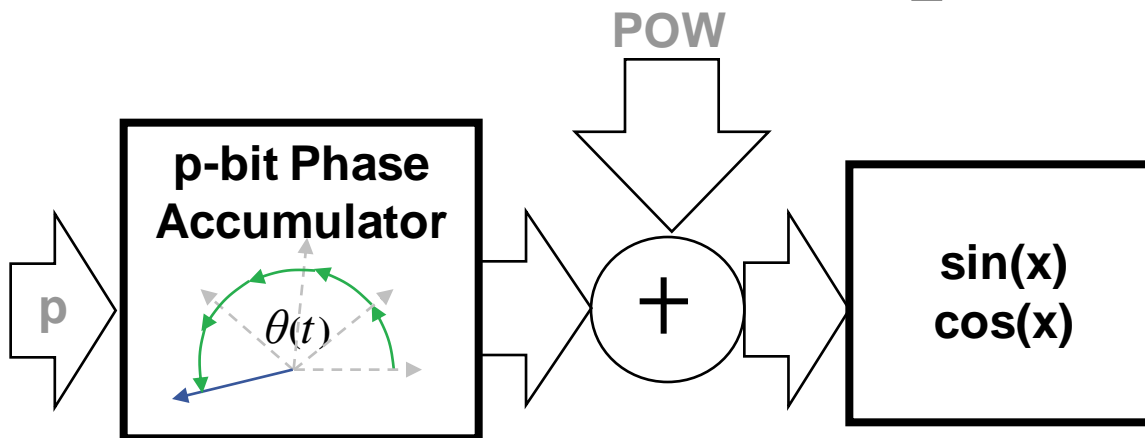 POW
p-bit Phase
Accumulator
p
θ(t)
+
sin(x)
cos(x)